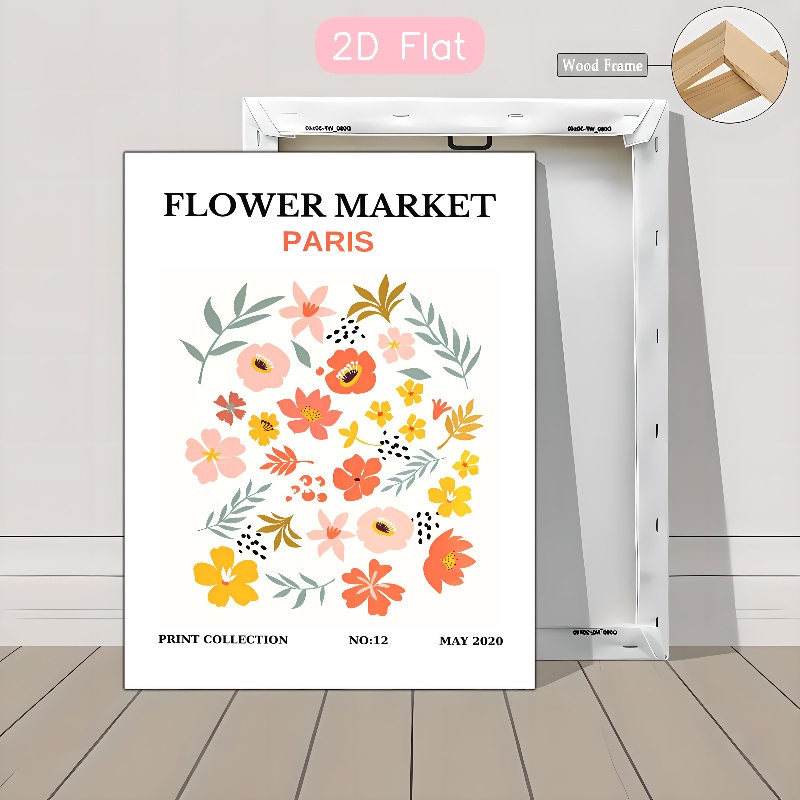 2D Flat
Wood Frame
FLOWER MARKET
PARIS
PRINT COLLECTION
NO:12
MAY 2020